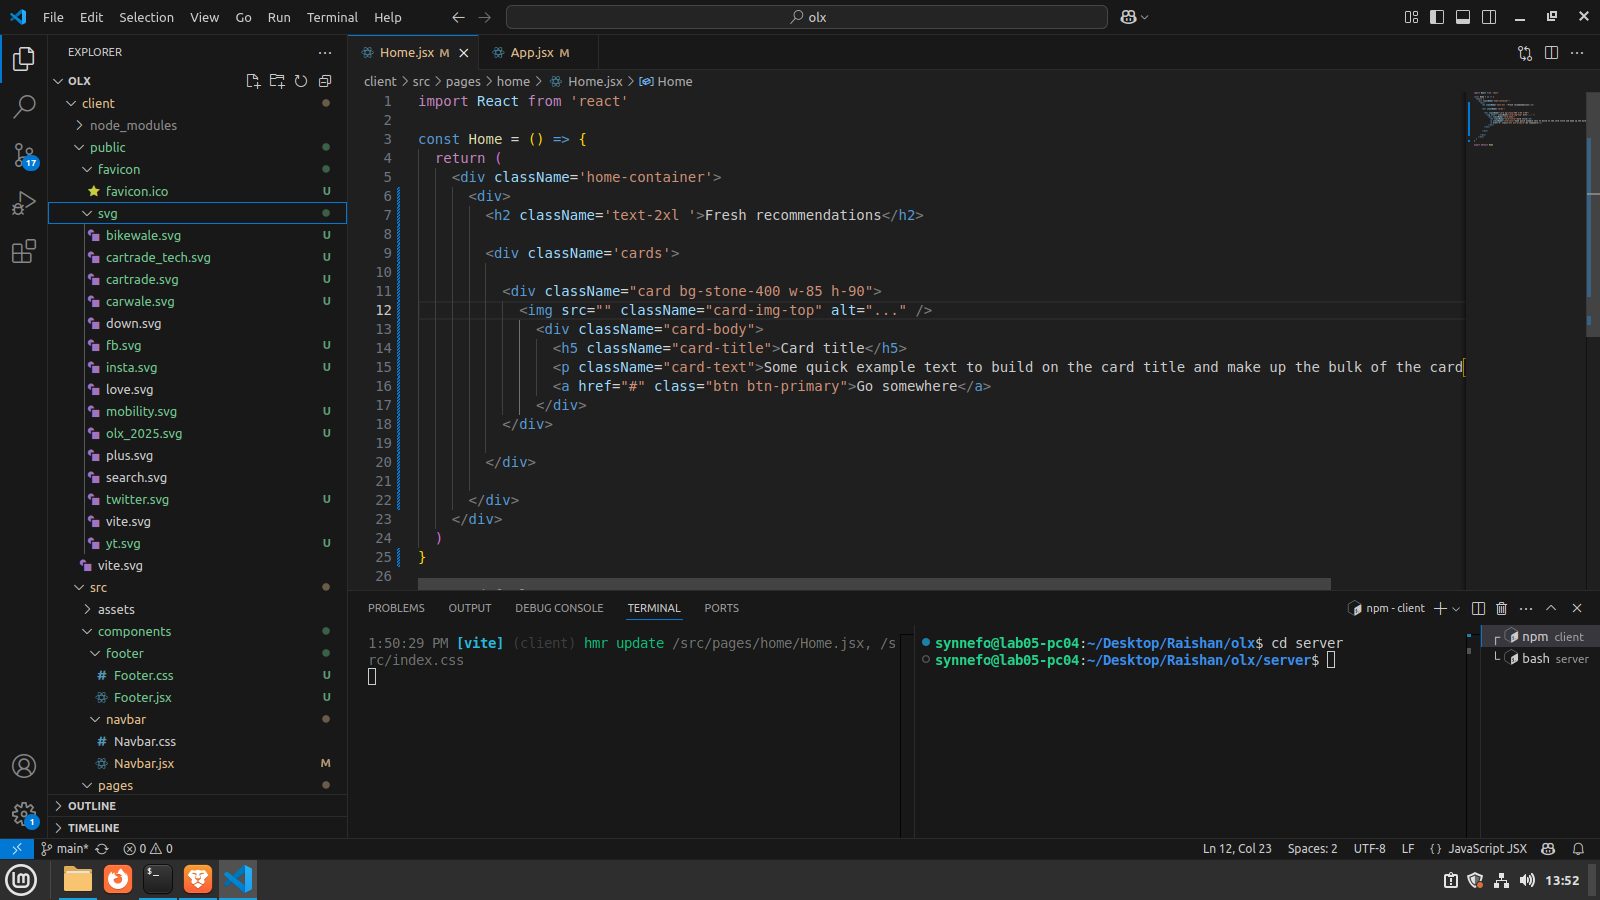 File Edit Selection View Go Run Terminal Help
olx
EXPLORER
OLX
client
node_modules
public
favicon
favicon.ico U
svg
bikewale.svg U
cartrade_tech.svg U
cartrade.svg U
carwale.svg U
down.svg
fb.svg U
insta.svg U
love.svg
mobility.svg U
olx_2025.svg U
plus.svg
search.svg
twitter.svg U
vite.svg
yt.svg U
vite.svg
src
assets
components
footer
Footer.css U
Footer.jsx U
navbar
Navbar.css
Navbar.jsx M
pages
OUTLINE
TIMELINE
17
1
Home.jsx M App.jsx M
client > src > pages > home > Home.jsx > Home
1 import React from 'react'
2
3 const Home = () => {
4 return (
5 <div className='home-container'>
6 <div>
7 <h2 className='text-2xl '>Fresh recommendations</h2>
8
9 <div className='cards'>
10
11 <div className="card bg-stone-400 w-85 h-90">
12 <img src="" className="card-img-top" alt="..." />
13 <div className="card-body">
14 <h5 className="card-title">Card title</h5>
15 <p className="card-text">Some quick example text to build on the card title and make up the bulk of the card
16 <a href="#" class="btn btn-primary">Go somewhere</a>
17 </div>
18 </div>
19
20 </div>
21
22 </div>
23 </div>
24 )
25 }
26
PROBLEMS OUTPUT DEBUG CONSOLE TERMINAL PORTS
npm - client
1:50:29 PM [vite] (client) hmr update /src/pages/home/Home.jsx, /s
rc/index.css
synnefo@lab05-pc04:~/Desktop/Raishan/olx$ cd server
synnefo@lab05-pc04:~/Desktop/Raishan/olx/server$
npm client
bash server
main* 0 0
Ln 12, Col 23 Spaces: 2 UTF-8 LF {} JavaScript JSX
13:52